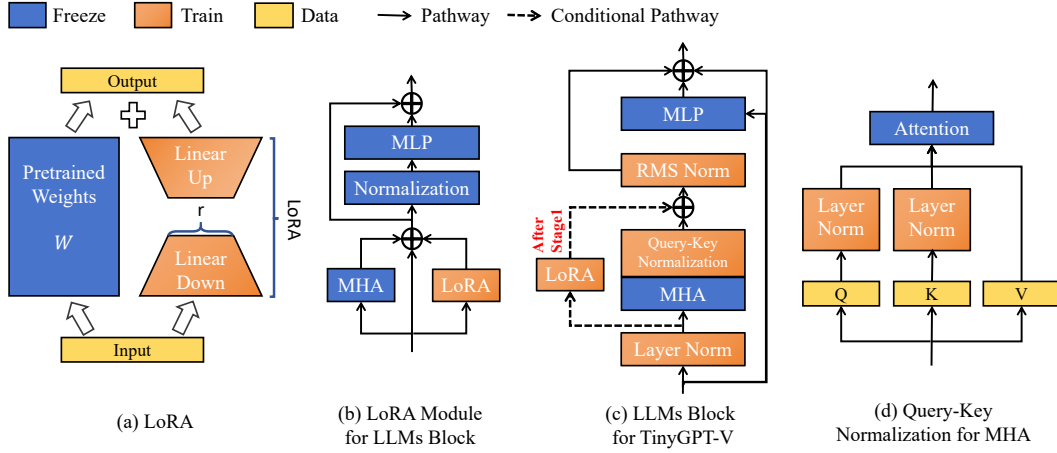 Freeze
Train
Data
Pathway
Conditional Pathway
Output
Pretrained
Weights
W
Linear
Up
r
Linear
Down
LoRA
Input
(a) LoRA
MLP
Normalization
MHA
LoRA
(b) LoRA Module
for LLMs Block
MLP
RMS Norm
After
Stage1
Query-Key
Normalization
LoRA
MHA
Layer Norm
(c) LLMs Block
for TinyGPT-V
Attention
Layer
Norm
Layer
Norm
Q
K
V
(d) Query-Key
Normalization for MHA